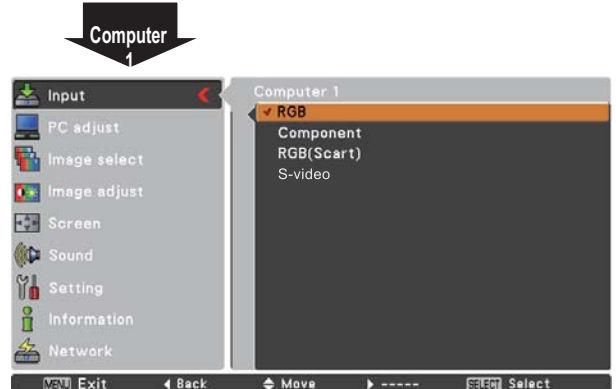 Computer
1
Input
Computer 1
RGB
PC adjust
Component
Image select
RGB(Scart)
S-video
Image adjust
Screen
Sound
Setting
Information
Network
MENU Exit Back Move ----- SELECT Select